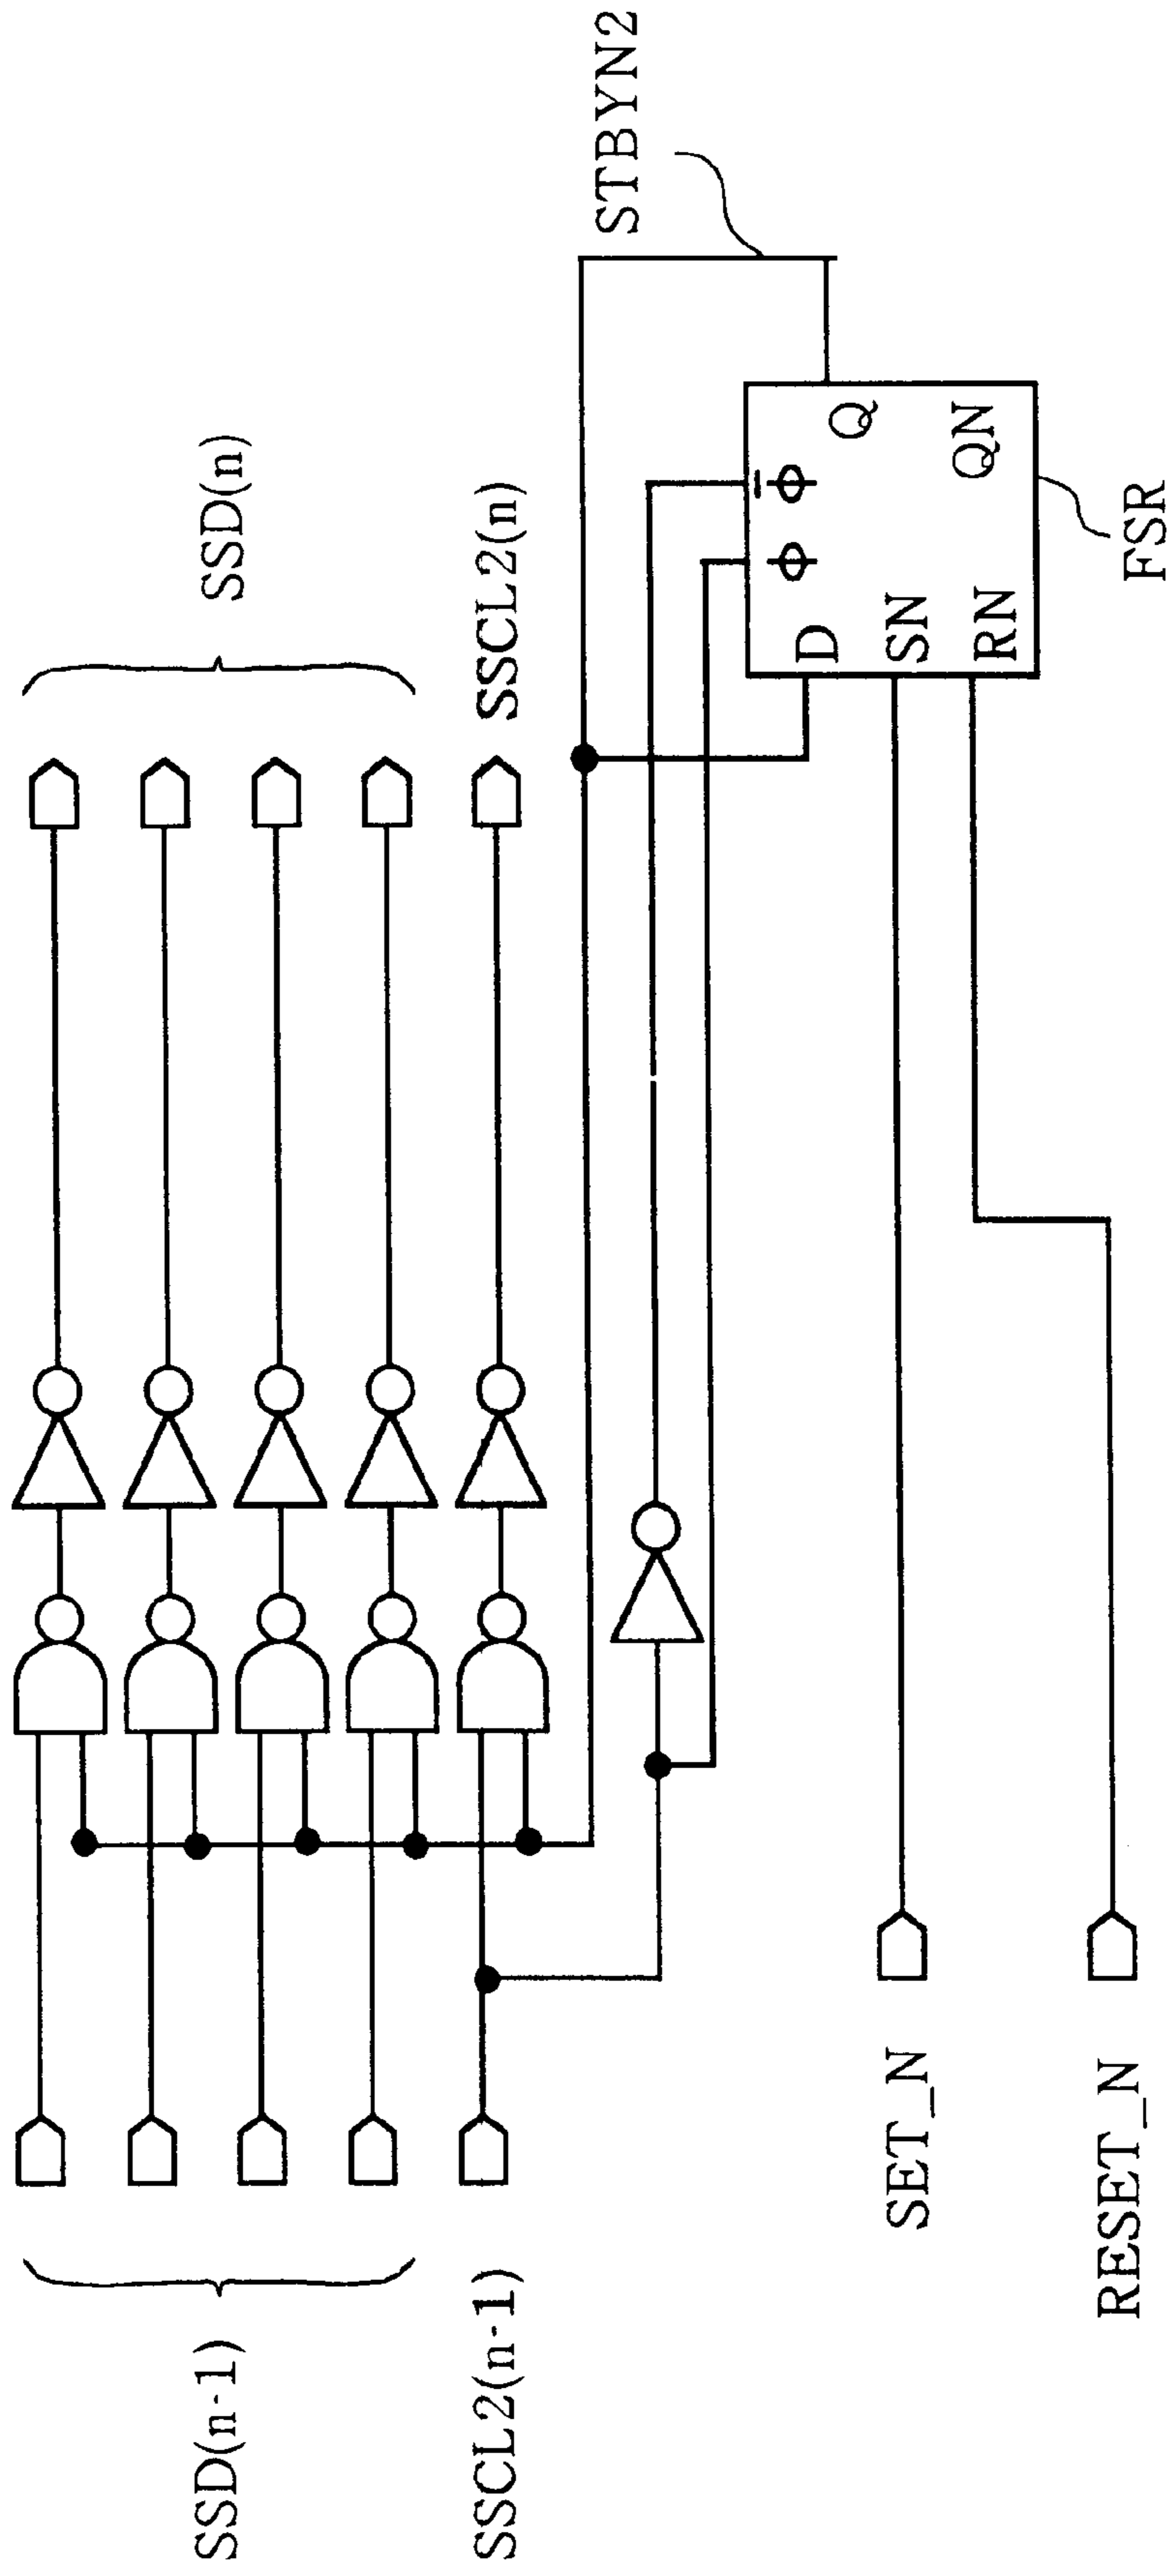 SSD(n-1)
SSCL2(n-1)
SET_N
RESET_N
SSD(n)
SSCL2(n)
STBYN2
D
SN
RN
ϕ
ϕ̅
Q
QN
FSR